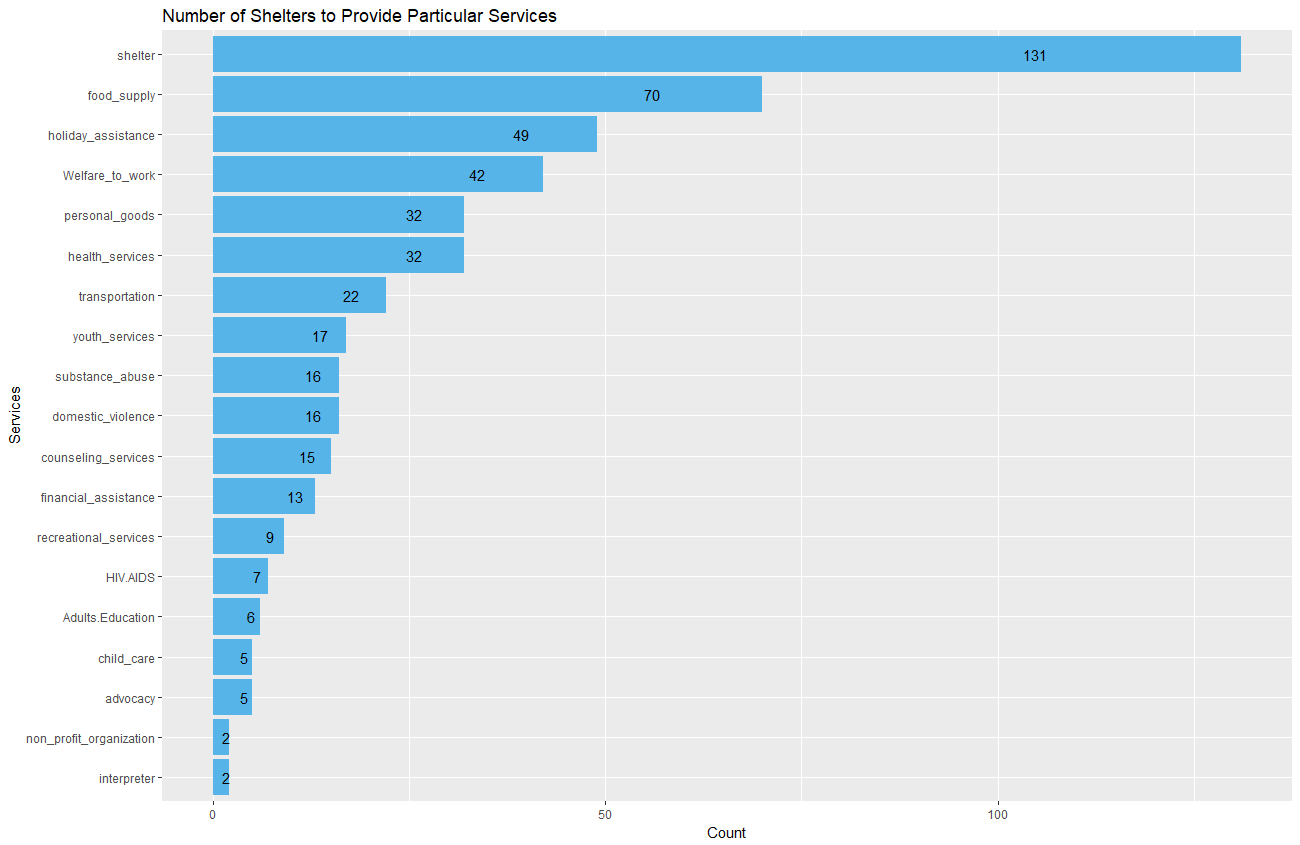 Number of Shelters to Provide Particular Services
shelter 131
food_supply 70
holiday_assistance 49
Welfare_to_work 42
personal_goods 32
health_services 32
transportation 22
youth_services 17
substance_abuse 16
domestic_violence 16
counseling_services 15
financial_assistance 13
recreational_services 9
HIV.AIDS 7
Adults.Education 6
child_care 5
advocacy 5
non_profit_organization 2
interpreter 2
Services
0 50 100
Count